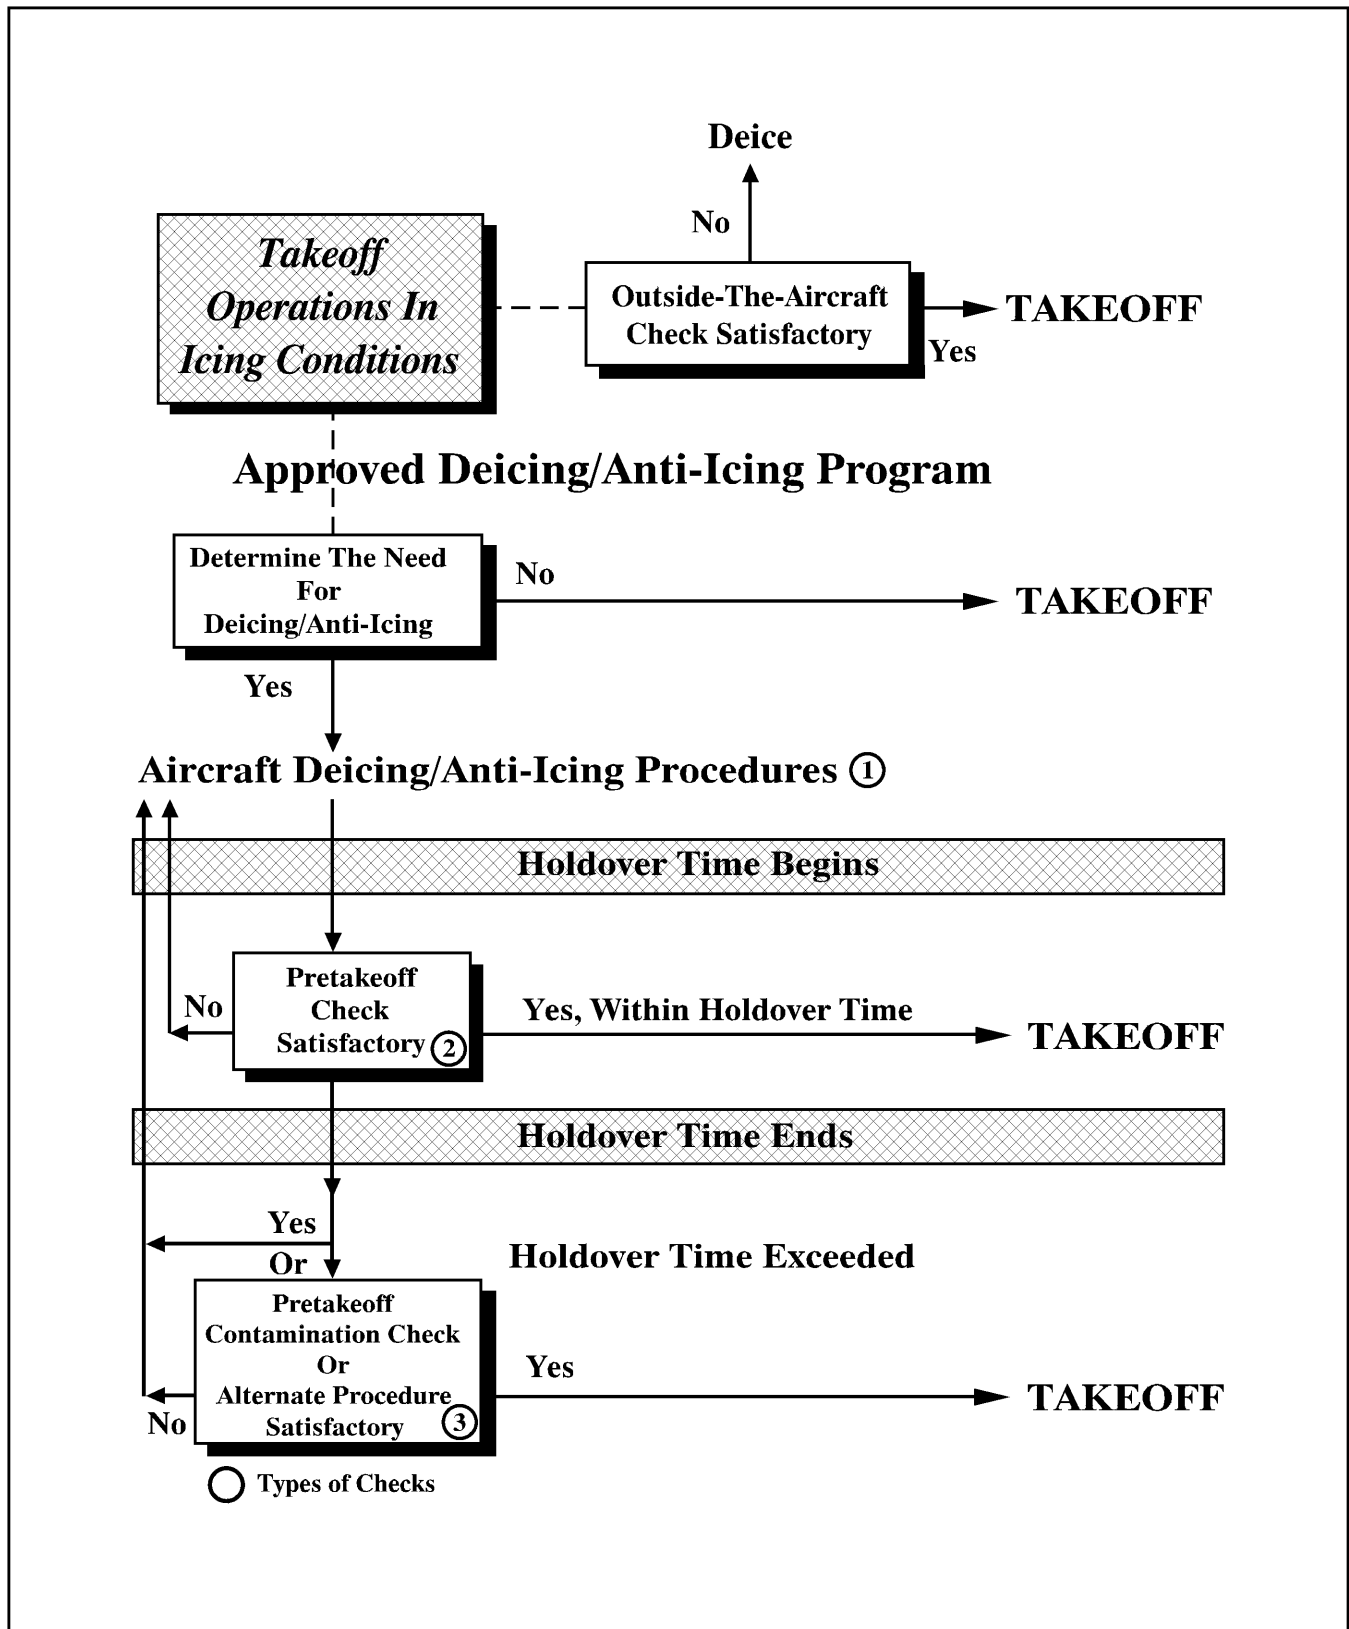 Deice
No
Takeoff
Operations In
Icing Conditions
Outside-The-Aircraft
Check Satisfactory
TAKEOFF
Yes
Approved Deicing/Anti-Icing Program
Determine The Need
For
Deicing/Anti-Icing
No
TAKEOFF
Yes
Aircraft Deicing/Anti-Icing Procedures 1
Holdover Time Begins
Pretakeoff
Check
Satisfactory 2
No
Yes, Within Holdover Time
TAKEOFF
Holdover Time Ends
Yes
Or
Holdover Time Exceeded
Pretakeoff
Contamination Check
Or
Alternate Procedure
Satisfactory 3
Yes
TAKEOFF
No
Types of Checks